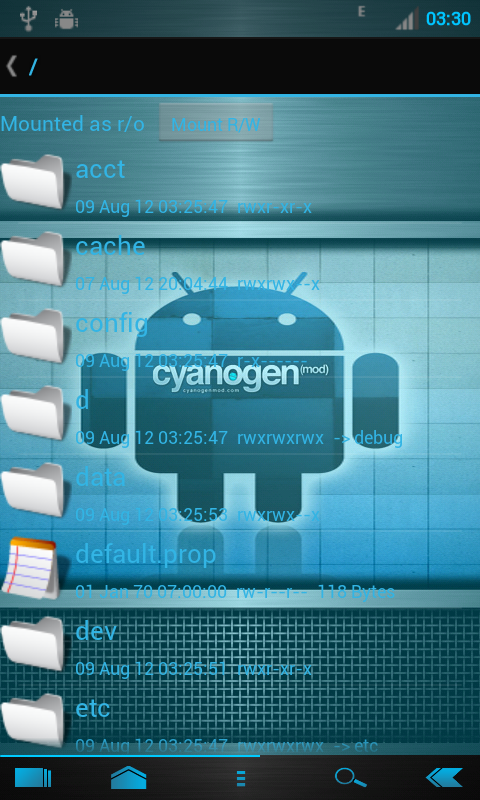 E 03:30
/
Mounted as r/o Mount R/W
acct
09 Aug 12 03:25:47 rwxr-xr-x
cache
07 Aug 12 20:04:44 rwxrwx--x
config
09 Aug 12 03:25:47 r-x------
cyanogen(mod)
cyanogenmod.com
d
09 Aug 12 03:25:47 rwxrwxrwx -> debug
data
09 Aug 12 03:25:53 rwxrwx--x
default.prop
01 Jan 70 07:00:00 rw-r--r-- 118 Bytes
dev
09 Aug 12 03:25:51 rwxr-xr-x
etc
09 Aug 12 03:25:47 rwxrwxrwx -> etc